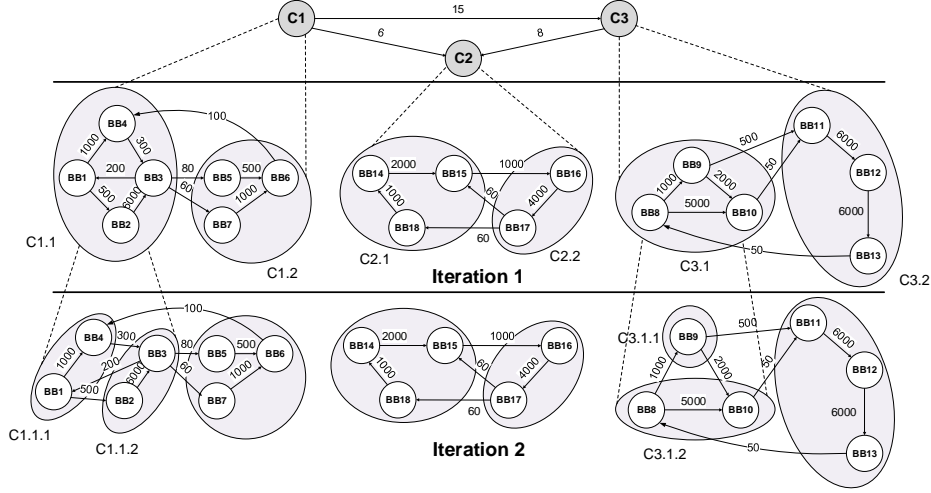 C1
15
C3
6
8
C2
BB4
100
1000
300
BB1
200
BB3
80
BB5
500
BB6
500
6000
60
1000
BB2
BB7
C1.1
C1.2
BB14
2000
BB15
1000
BB16
1000
60
4000
BB18
60
BB17
C2.1
C2.2
Iteration 1
BB9
500
BB11
1000
2000
50
6000
BB8
5000
BB10
BB12
6000
50
BB13
C3.1
C3.2
100
BB4
300
BB3
80
BB5
500
BB6
1000
200
60
1000
BB1
500
6000
BB2
BB7
C1.1.1
C1.1.2
BB14
2000
BB15
1000
BB16
1000
60
4000
BB18
60
BB17
Iteration 2
C3.1.1
BB9
500
BB11
1000
2000
50
6000
BB8
5000
BB10
BB12
6000
50
BB13
C3.1.2